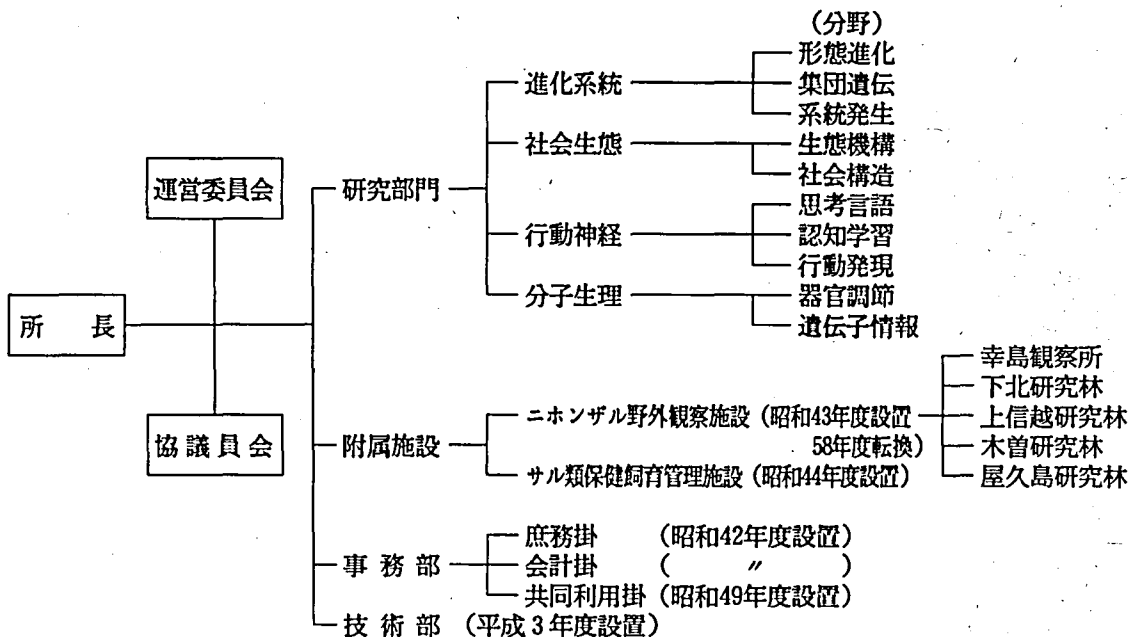 (分野)
形態進化
進化系統
集団遺伝
系統発生
社会生態
生態機構
社会構造
運営委員会
研究部門
思考言語
行動神経
認知学習
行動発現
分子生理
器官調節
遺伝子情報
所長
幸島観察所
下北研究林
ニホンザル野外観察施設 (昭和43年度設置
上信越研究林
協議員会
附属施設
58年度転換)
木曽研究林
サル類保健飼育管理施設 (昭和44年度設置)
屋久島研究林
庶務掛 (昭和42年度設置)
事務部
会計掛 ( 〃 )
共同利用掛 (昭和49年度設置)
技術部 (平成3年度設置)